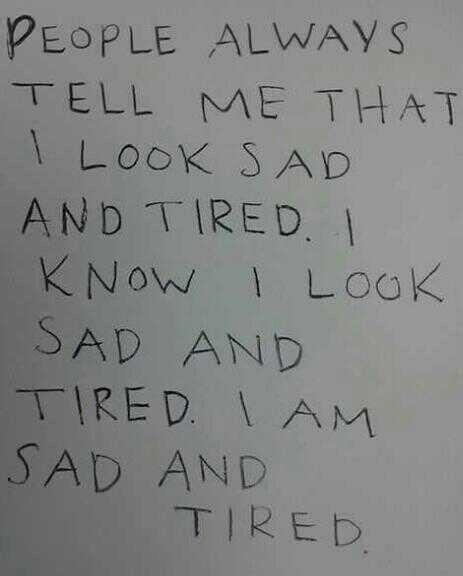 PEOPLE ALWAYS
TELL ME THAT
I LOOK SAD
AND TIRED. I
KNOW I LOOK
SAD AND
TIRED. I AM
SAD AND
TIRED.